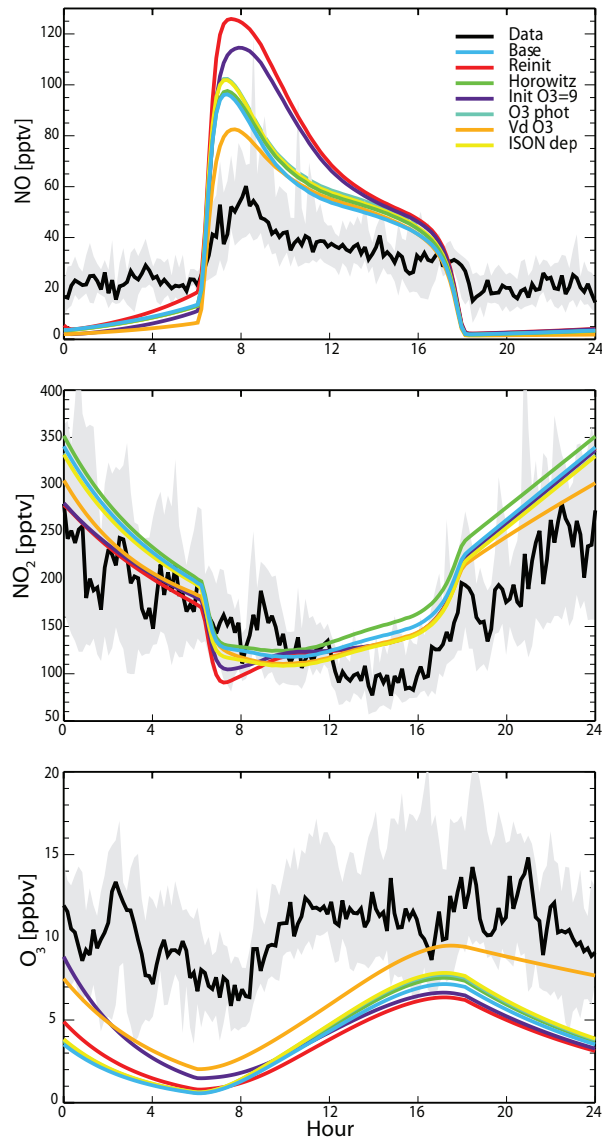 120
100
80
60
40
20
0
NO [pptv]
Data
Base
Reinit
Horowitz
Init O3=9
O3 phot
Vd O3
ISON dep
0 4 8 12 16 20 24
400
350
300
250
200
150
100
50
NO2 [pptv]
0 4 8 12 16 20 24
20
15
10
5
0
O3 [ppbv]
0 4 8 12 16 20 24
Hour